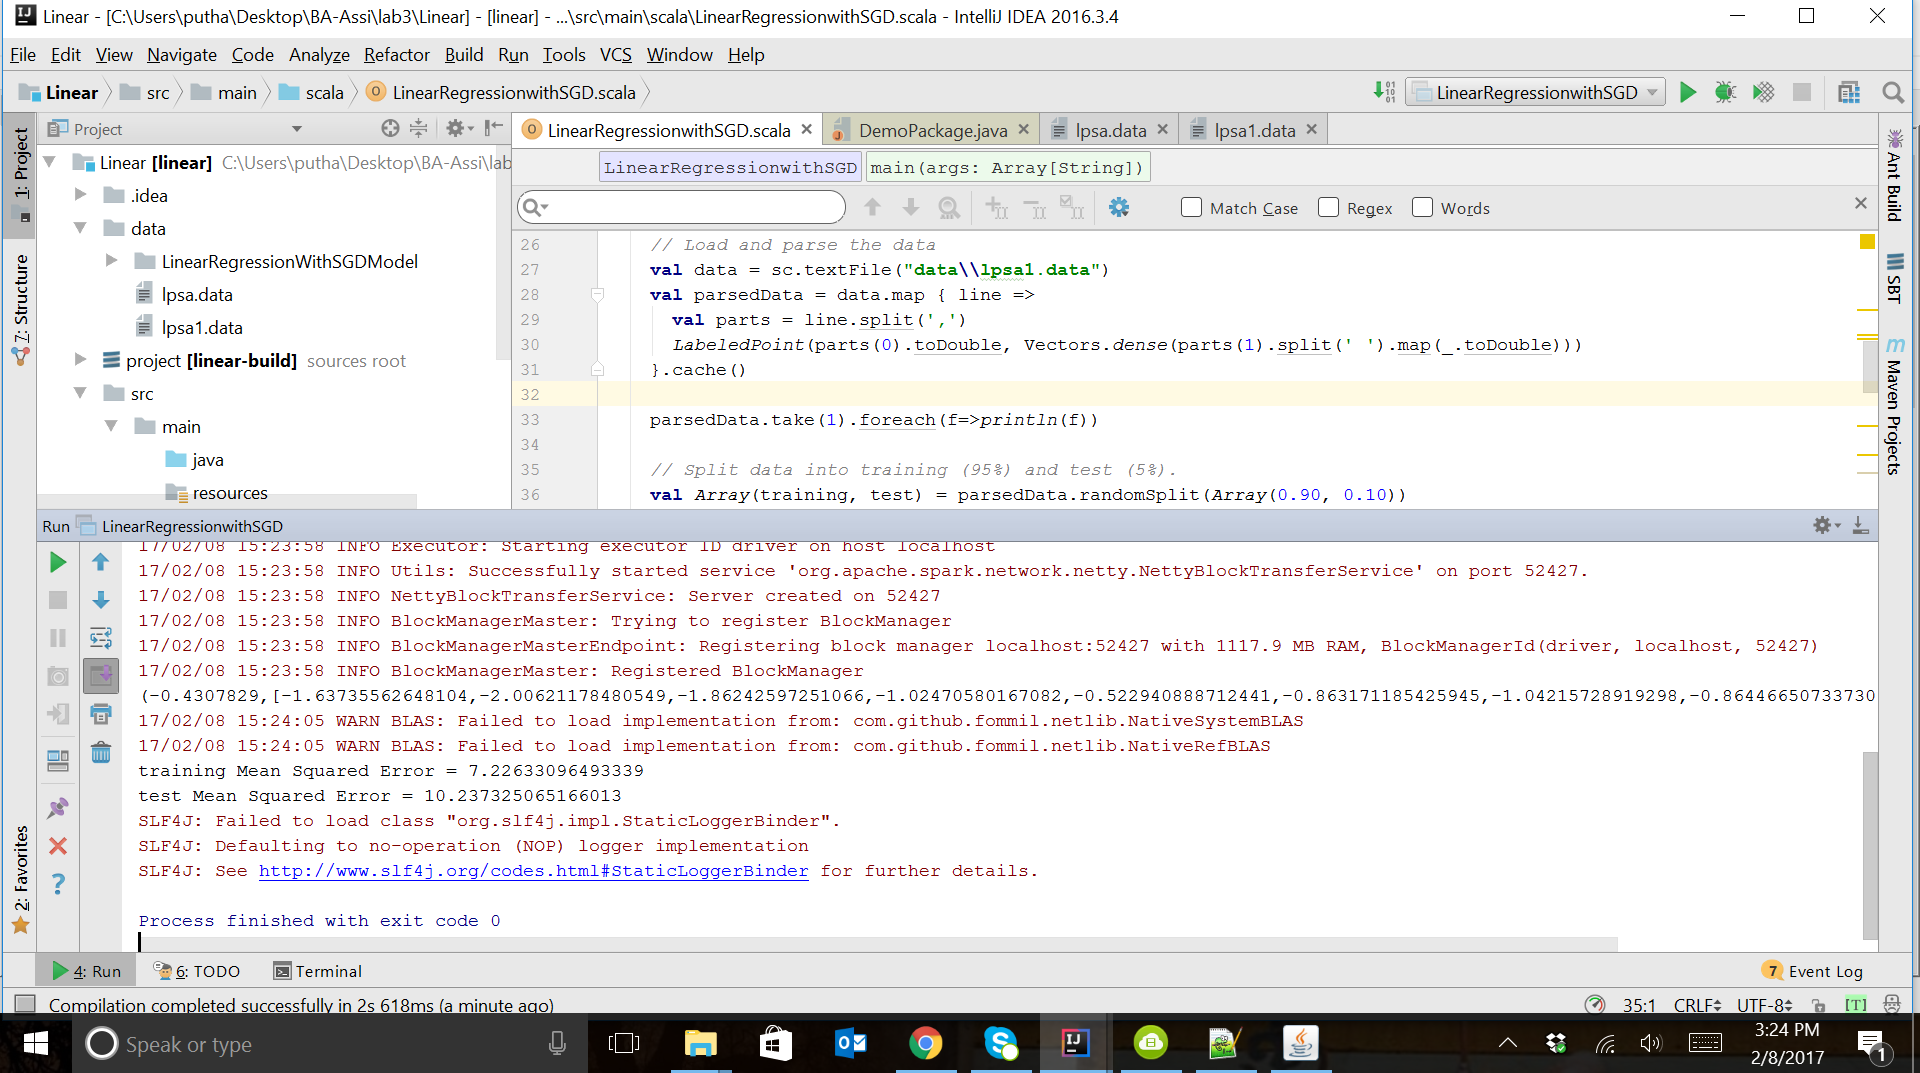 Linear - [C:\Users\putha\Desktop\BA-Assi\lab3\Linear] - [linear] - ...\src\main\scala\LinearRegressionwithSGD.scala - IntelliJ IDEA 2016.3.4
File Edit View Navigate Code Analyze Refactor Build Run Tools VCS Window Help
Linear src main scala LinearRegressionwithSGD.scala LinearRegressionwithSGD
Project
LinearRegressionwithSGD.scala DemoPackage.java lpsa.data lpsa1.data
LinearRegressionwithSGD main(args: Array[String])
Match Case Regex Words
1: Project
7: Structure
2: Favorites
Linear [linear] C:\Users\putha\Desktop\BA-Assi\lab
.idea
data
LinearRegressionWithSGDModel
lpsa.data
lpsa1.data
project [linear-build] sources root
src
main
java
resources
26 // Load and parse the data
27 val data = sc.textFile("data\\lpsa1.data")
28 val parsedData = data.map { line =>
29 val parts = line.split(',')
30 LabeledPoint(parts(0).toDouble, Vectors.dense(parts(1).split(' ').map(_.toDouble)))
31 }.cache()
32
33 parsedData.take(1).foreach(f=>println(f))
34
35 // Split data into training (95%) and test (5%).
36 val Array(training, test) = parsedData.randomSplit(Array(0.90, 0.10))
Ant Build
SBT
Maven Projects
Run LinearRegressionwithSGD
17/02/08 15:23:58 INFO Executor: Starting executor ID driver on host localhost
17/02/08 15:23:58 INFO Utils: Successfully started service 'org.apache.spark.network.netty.NettyBlockTransferService' on port 52427.
17/02/08 15:23:58 INFO NettyBlockTransferService: Server created on 52427
17/02/08 15:23:58 INFO BlockManagerMaster: Trying to register BlockManager
17/02/08 15:23:58 INFO BlockManagerMasterEndpoint: Registering block manager localhost:52427 with 1117.9 MB RAM, BlockManagerId(driver, localhost, 52427)
17/02/08 15:23:58 INFO BlockManagerMaster: Registered BlockManager
(-0.4307829,[-1.63735562648104,-2.00621178480549,-1.86242597251066,-1.02470580167082,-0.522940888712441,-0.863171185425945,-1.04215728919298,-0.86446650733730
17/02/08 15:24:05 WARN BLAS: Failed to load implementation from: com.github.fommil.netlib.NativeSystemBLAS
17/02/08 15:24:05 WARN BLAS: Failed to load implementation from: com.github.fommil.netlib.NativeRefBLAS
training Mean Squared Error = 7.22633096493339
test Mean Squared Error = 10.237325065166013
SLF4J: Failed to load class "org.slf4j.impl.StaticLoggerBinder".
SLF4J: Defaulting to no-operation (NOP) logger implementation
SLF4J: See http://www.slf4j.org/codes.html#StaticLoggerBinder for further details.
Process finished with exit code 0
4: Run 6: TODO Terminal 7 Event Log
Compilation completed successfully in 2s 618ms (a minute ago) 35:1 CRLF UTF-8 [T]
Speak or type
3:24 PM
2/8/2017
1